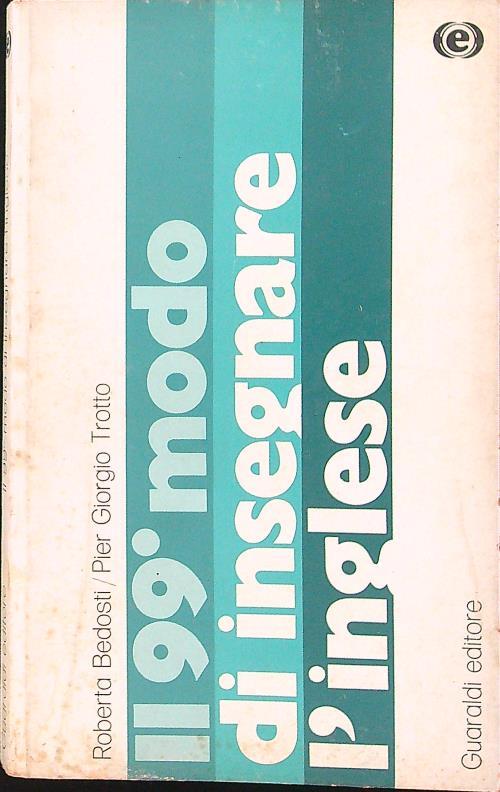 Roberta Bedosti/Pier Giorgio Trotto
Il 99° modo
di insegnare
l'inglese
Guaraldi editore
e